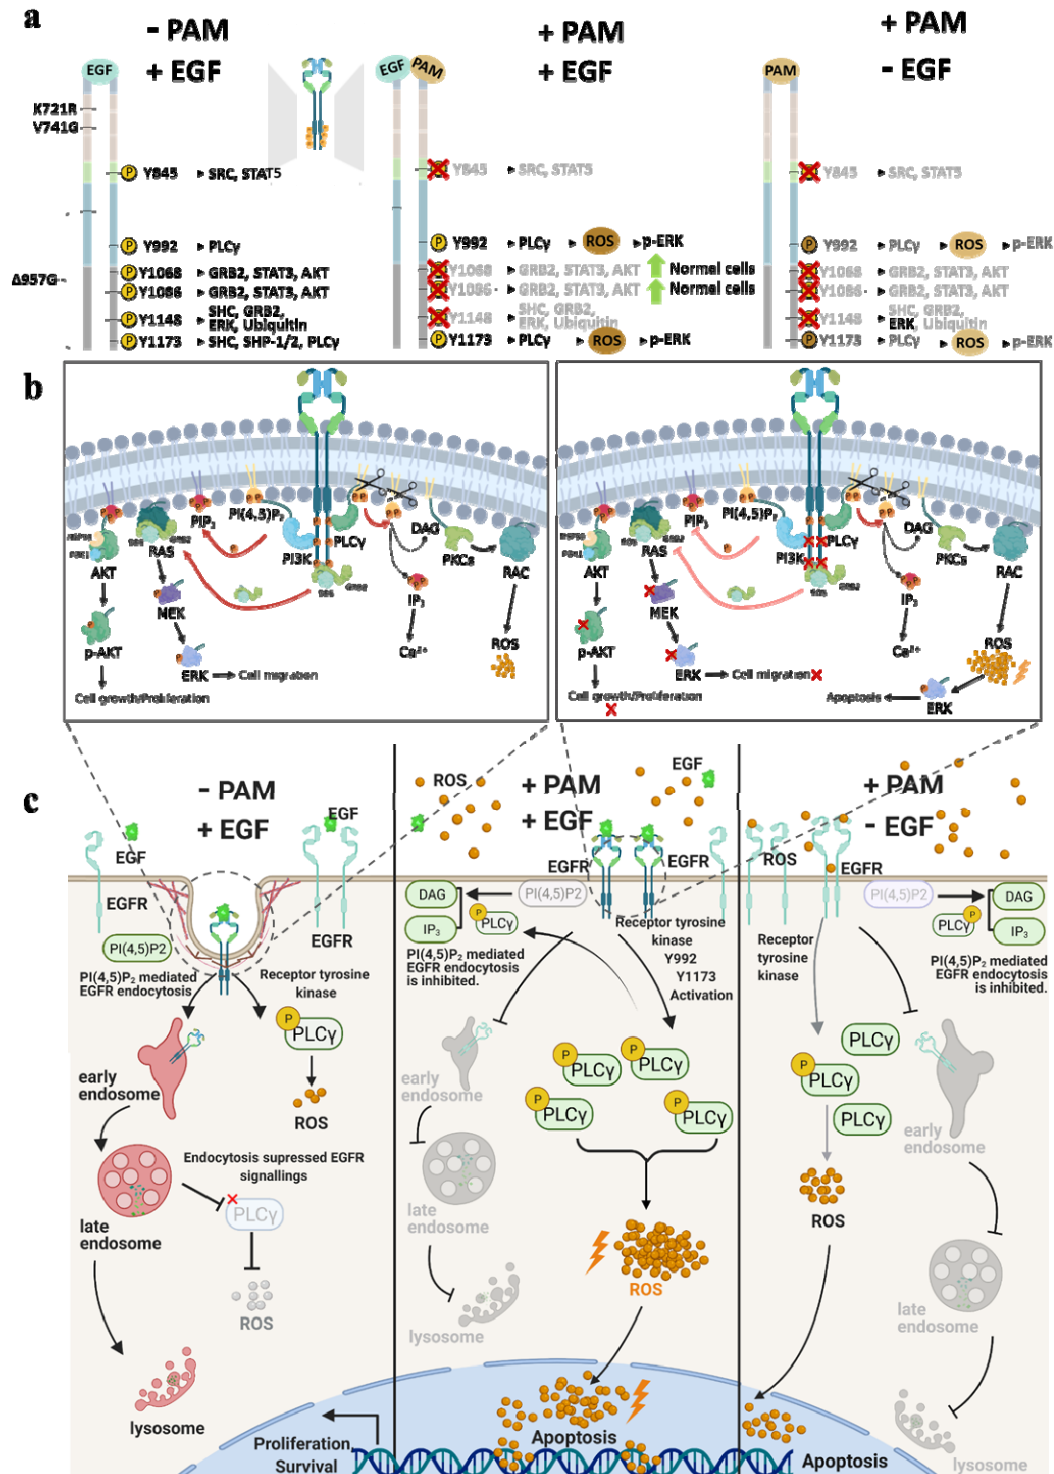 a
- PAM
+ EGF
EGF
K721R
V741G
P Y845 SRC, STAT5
P Y992 PLCγ
Δ957G
P Y1068 GRB2, STAT3, AKT
P Y1086 GRB2, STAT3, AKT
P Y1148 SHC, GRB2,
ERK, Ubiquitin
P Y1173 SHC, SHP-1/2, PLCγ
+ PAM
+ EGF
EGF PAM
Y845 SRC, STAT5
P Y992 PLCγ ROS p-ERK
Y1068 GRB2, STAT3, AKT Normal cells
Y1086 GRB2, STAT3, AKT Normal cells
Y1148 SHC, GRB2,
ERK, Ubiquitin
P Y1173 PLCγ ROS p-ERK
+ PAM
- EGF
PAM
Y845 SRC, STAT5
P Y992 PLCγ ROS p-ERK
Y1068 GRB2, STAT3, AKT
Y1086 GRB2, STAT3, AKT
Y1148 SHC, GRB2,
ERK, Ubiquitin
P Y1173 PLCγ ROS p-ERK
b
PIP3
PI(4,5)P2
SOS
GRB2
RAS
PI3K
PLCγ
DAG
PKCs
RAC
AKT
SOS
GRB2
MEK
IP3
p-AKT
Ca2+
ROS
ERK
Cell migration
Cell growth/Proliferation
PIP3
PI(4,5)P2
SOS
GRB2
RAS
PI3K
PLCγ
DAG
PKCs
RAC
AKT
SOS
GRB2
MEK
IP3
p-AKT
Ca2+
ROS
ERK
Cell migration
Cell growth/Proliferation
Apoptosis
ERK
c
- PAM
+ EGF
EGF
EGF
EGFR
EGFR
PI(4,5)P2
PI(4,5)P2 mediated
EGFR endocytosis
Receptor tyrosine
kinase
P
PLCγ
early
endosome
ROS
Endocytosis supressed EGFR
signallings
PLCγ
late
endosome
ROS
lysosome
+ PAM
+ EGF
ROS
EGF
EGFR
EGFR
DAG
PI(4,5)P2
IP3
P
PLCγ
PI(4,5)P2 mediated
EGFR endocytosis
is inhibited.
Receptor tyrosine
kinase
Y992
Y1173
Activation
early
endosome
P
PLCγ
P
PLCγ
P
PLCγ
P
PLCγ
late
endosome
ROS
lysosome
Apoptosis
Proliferation
Survival
+ PAM
- EGF
ROS
EGFR
PI(4,5)P2
DAG
P
PLCγ
IP3
Receptor
tyrosine
kinase
PI(4,5)P2 mediated
EGFR endocytosis
is inhibited.
PLCγ
P
PLCγ
PLCγ
early
endosome
ROS
late
endosome
lysosome
Apoptosis